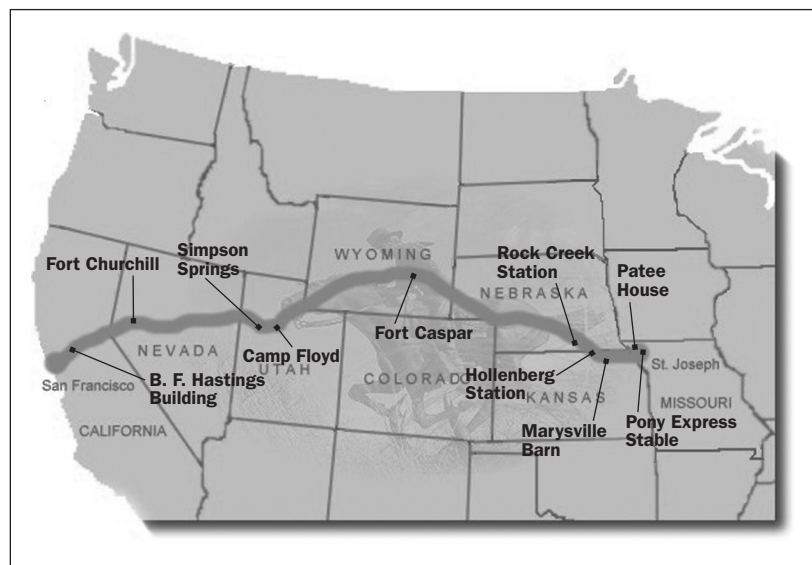 WYOMING
Rock Creek
Station
Patee
House
Simpson
Springs
Fort Churchill
NEBRASKA
Fort Caspar
Camp Floyd
NEVADA
UTAH
COLORADO
Hollenberg
Station
St. Joseph
San Francisco
B. F. Hastings
Building
KANSAS
MISSOURI
Marysville
Barn
Pony Express
Stable
CALIFORNIA